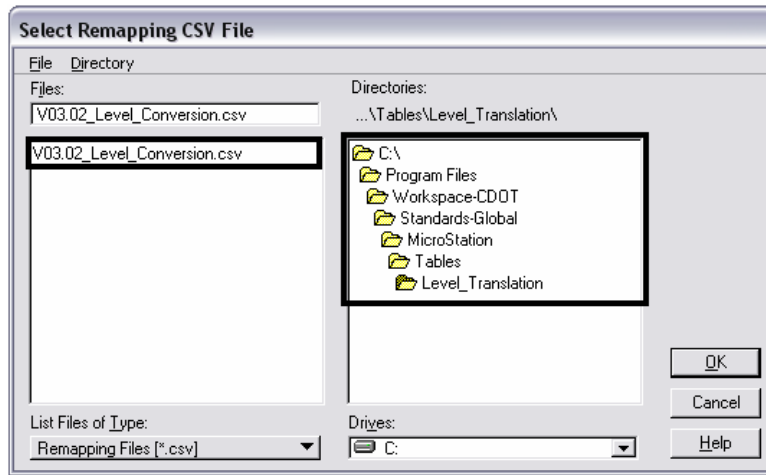 Select Remapping CSV File
File Directory
Files:
V03.02_Level_Conversion.csv
V03.02_Level_Conversion.csv
List Files of Type:
Remapping Files [*.csv]
Directories:
...\Tables\Level_Translation\
C:\
Program Files
Workspace-CDOT
Standards-Global
MicroStation
Tables
Level_Translation
Drives:
C:
OK
Cancel
Help